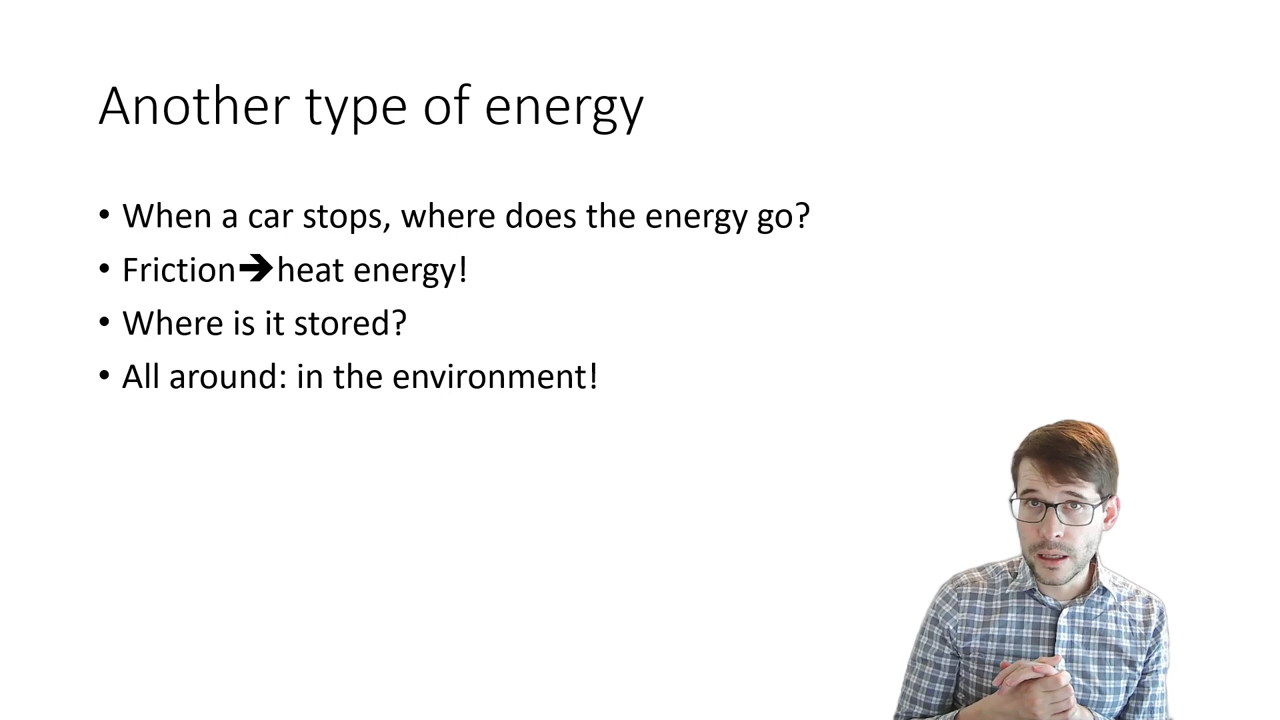 Another type of energy
• When a car stops, where does the energy go?
• Friction🡺heat energy!
• Where is it stored?
• All around: in the environment!